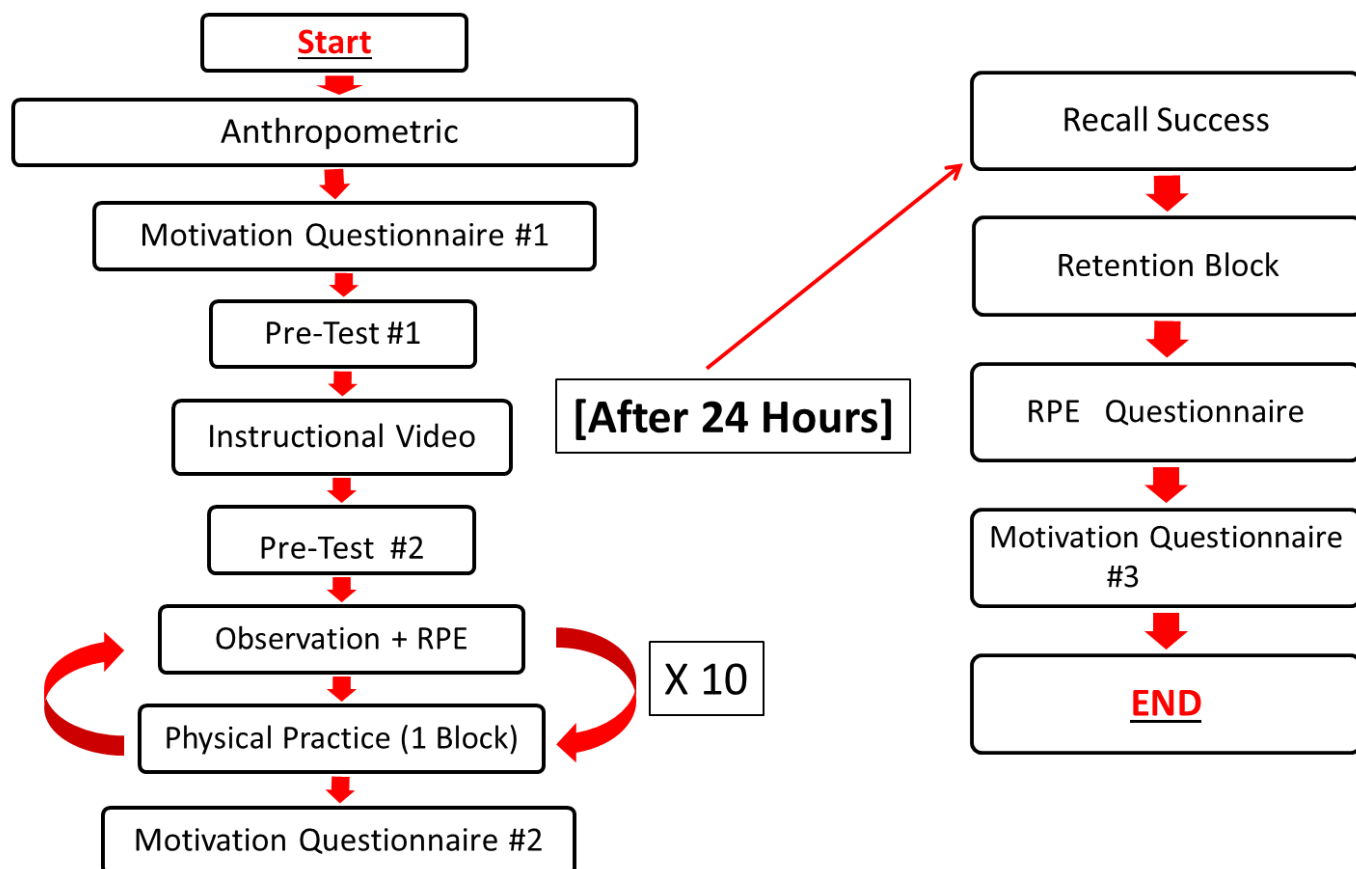 Start
Anthropometric
Motivation Questionnaire #1
Pre-Test #1
Instructional Video
Pre-Test #2
Observation + RPE
X 10
Physical Practice (1 Block)
Motivation Questionnaire #2
[After 24 Hours]
Recall Success
Retention Block
RPE Questionnaire
Motivation Questionnaire
#3
END